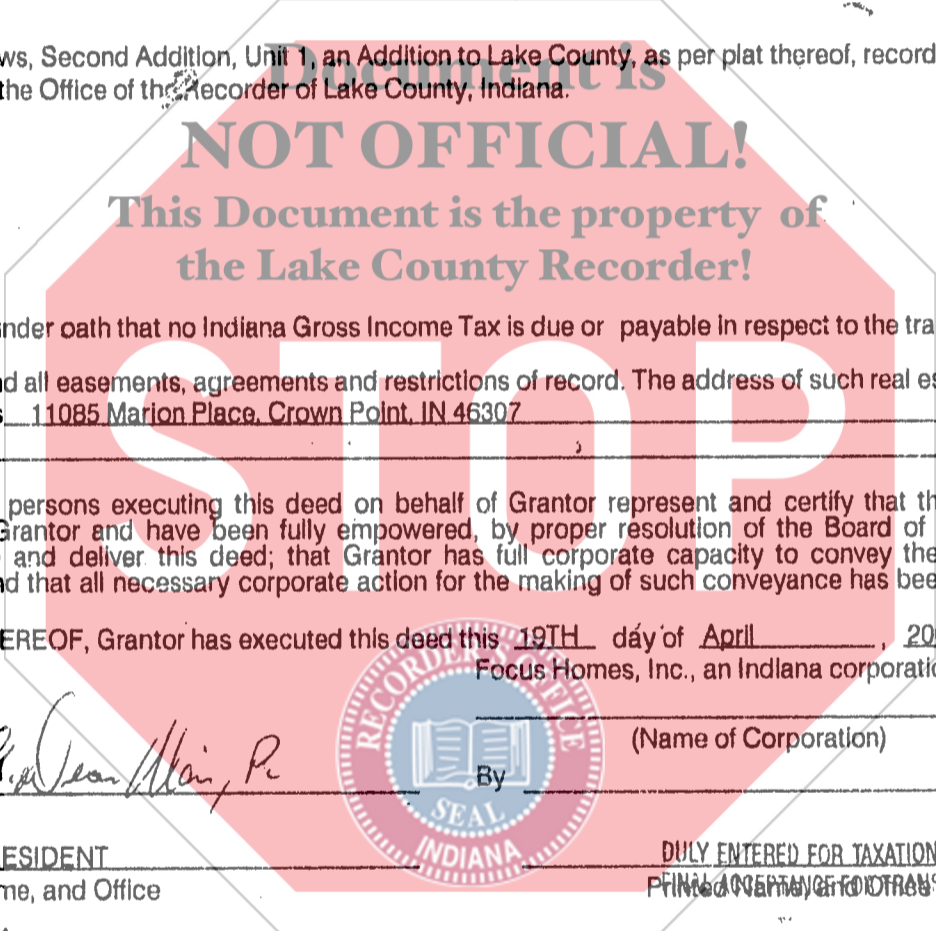 Document is
NOT OFFICIAL!
This Document is the property of
the Lake County Recorder!
STOP
ws, Second Addition, Unit 1, an Addition to Lake County, as per plat thereof, record
the Office of the Recorder of Lake County, Indiana.
nder oath that no Indiana Gross Income Tax is due or payable in respect to the tra
d all easements, agreements and restrictions of record. The address of such real es
s 11085 Marion Place, Crown Point, IN 46307
persons executing this deed on behalf of Grantor represent and certify that th
Grantor and have been fully empowered, by proper resolution of the Board of
and deliver this deed; that Grantor has full corporate capacity to convey the
d that all necessary corporate action for the making of such conveyance has bee
EREOF, Grantor has executed this deed this 19TH day of April , 20
Focus Homes, Inc., an Indiana corporatio
(Name of Corporation)
By
RECORDER'S OFFICE
SEAL
INDIANA
ESIDENT
me, and Office
DULY ENTERED FOR TAXATION
FINAL ACCEPTANCE FOR TRANS
Printed Name, and Office